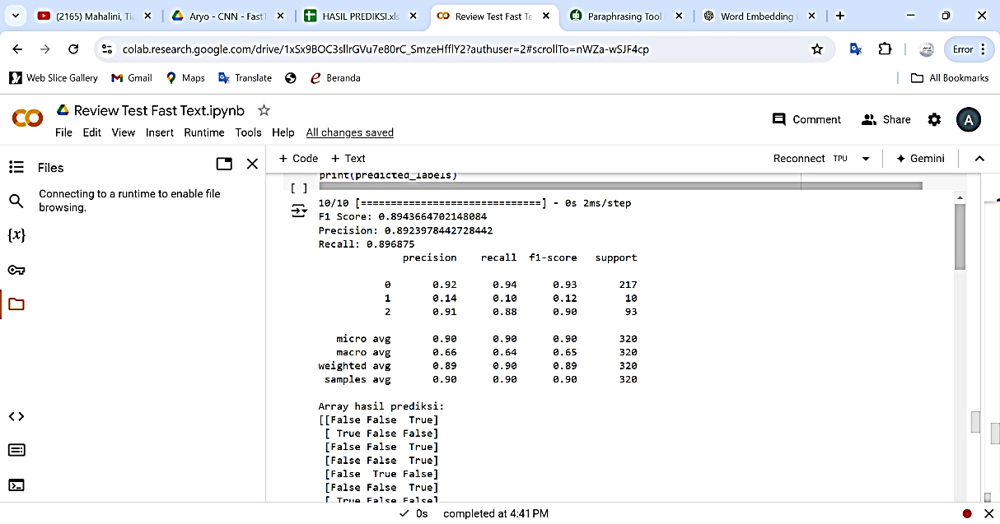 (2165) Mahalini, Ti
Aryo - CNN - FastT
HASIL PREDIKSI.xls
Review Test Fast Te
Paraphrasing Tool
Word Embedding
colab.research.google.com/drive/1xSx9BOC3sllrGVu7e80rC_SmzeHfflY2?authuser=2#scrollTo=nWZa-wSJF4cp
Error
Web Slice Gallery
Gmail
Maps
Translate
Beranda
All Bookmarks
Review Test Fast Text.ipynb
File Edit View Insert Runtime Tools Help All changes saved
Comment
Share
A
Files
+ Code + Text
Reconnect TPU
Gemini
Connecting to a runtime to enable file
browsing.
print(predicted_labels)
[ ]
10/10 [==============================] - 0s 2ms/step
F1 Score: 0.8943664702148084
Precision: 0.8923978442728442
Recall: 0.896875
precision recall f1-score support
0 0.92 0.94 0.93 217
1 0.14 0.10 0.12 10
2 0.91 0.88 0.90 93
micro avg 0.90 0.90 0.90 320
macro avg 0.66 0.64 0.65 320
weighted avg 0.89 0.90 0.89 320
samples avg 0.90 0.90 0.90 320
Array hasil prediksi:
[[False False True]
[ True False False]
[False False True]
[False False True]
[False True False]
[False False True]
[ True False False]
{x}
0s completed at 4:41 PM